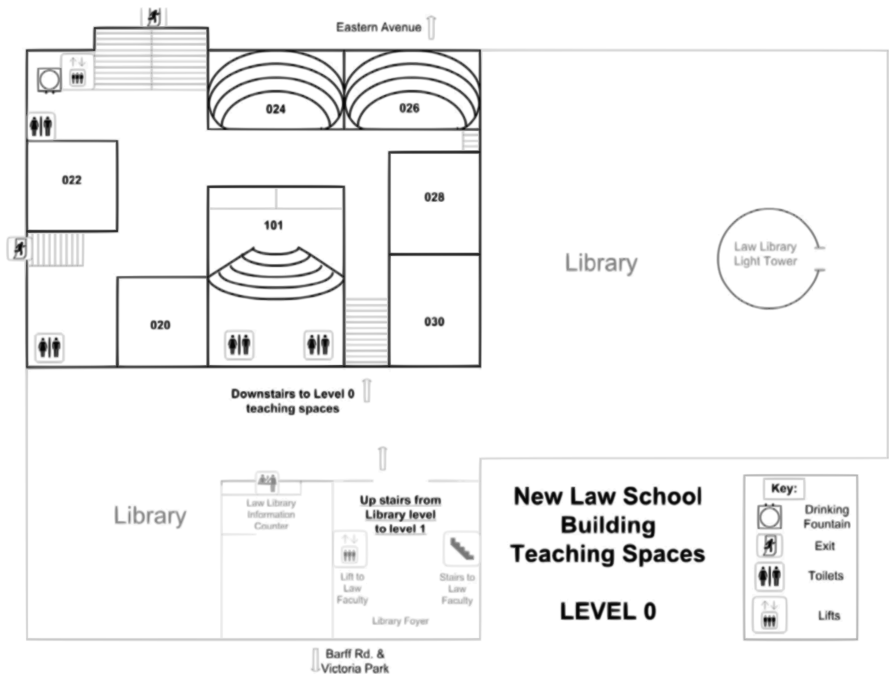 Eastern Avenue
024
026
022
028
101
Library
Law Library
Light Tower
020
030
Downstairs to Level 0
teaching spaces
Library
Law Library
Information
Counter
Up stairs from
Library level
to level 1
Lift to
Law
Faculty
Stairs to
Law
Faculty
Library Foyer
Barff Rd. &
Victoria Park
New Law School
Building
Teaching Spaces
LEVEL 0
Key:
Drinking
Fountain
Exit
Toilets
Lifts